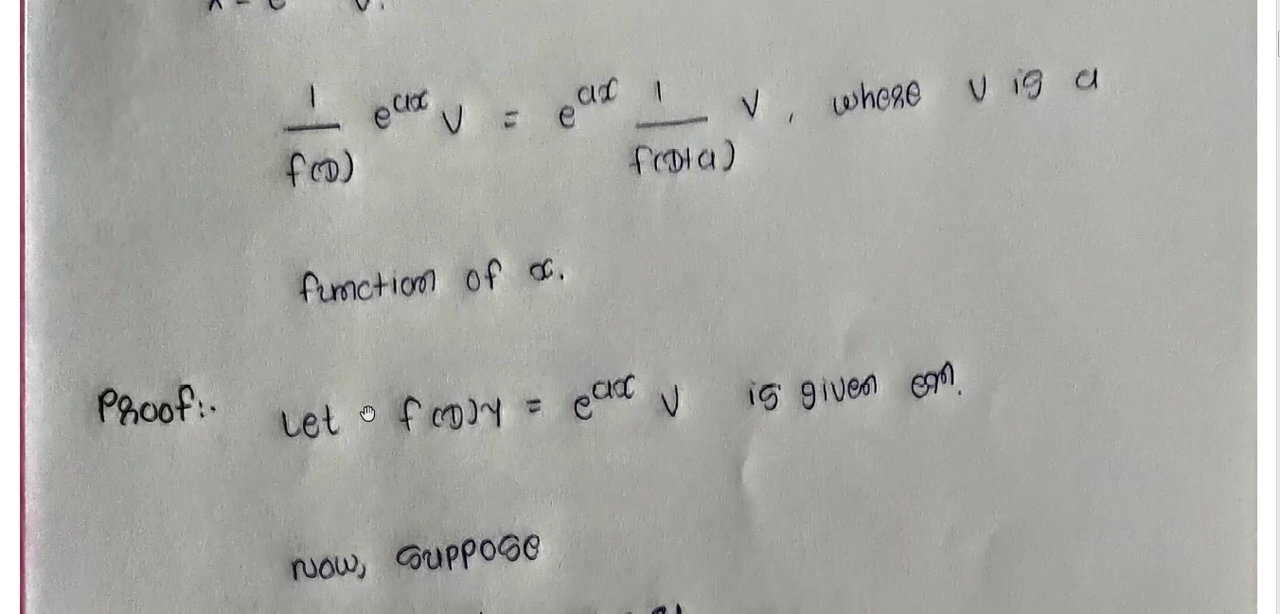 1/f(D) e^{ax} V = e^{ax} 1/f(D+a) V, where V is a
function of x.
Proof:- Let f(D)y = e^{ax} V is given eqn.
Now, suppose